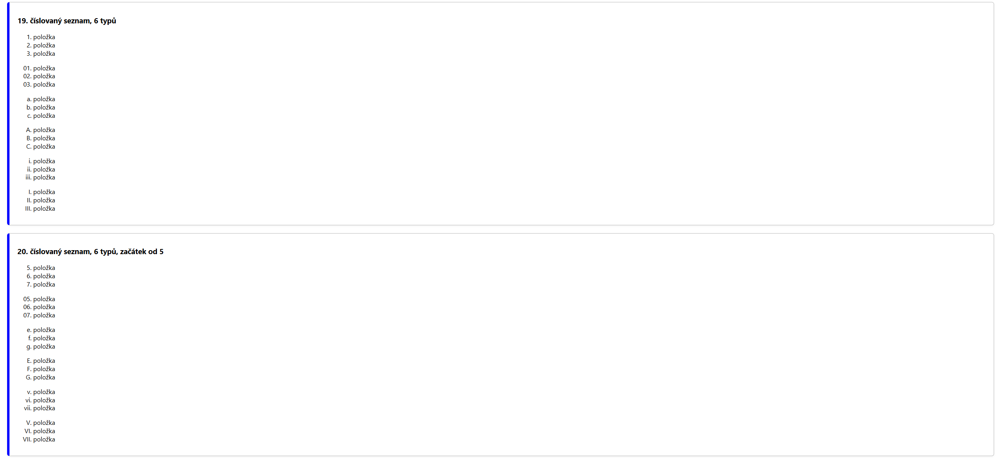 19. číslovaný seznam, 6 typů
1. položka
2. položka
3. položka
01. položka
02. položka
03. položka
a. položka
b. položka
c. položka
A. položka
B. položka
C. položka
i. položka
ii. položka
iii. položka
I. položka
II. položka
III. položka
20. číslovaný seznam, 6 typů, začátek od 5
5. položka
6. položka
7. položka
05. položka
06. položka
07. položka
e. položka
f. položka
g. položka
E. položka
F. položka
G. položka
v. položka
vi. položka
vii. položka
V. položka
VI. položka
VII. položka